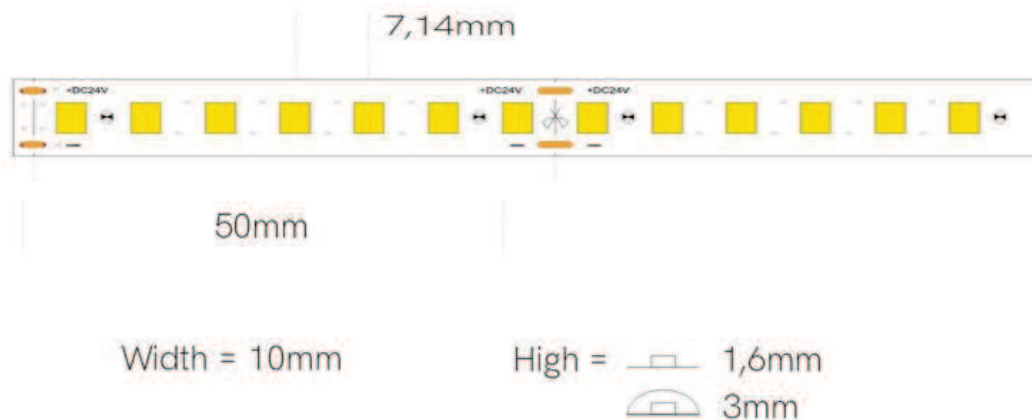 7,14mm
+DC24V +DC24V +DC24V
50mm
Width = 10mm High = 1,6mm
3mm